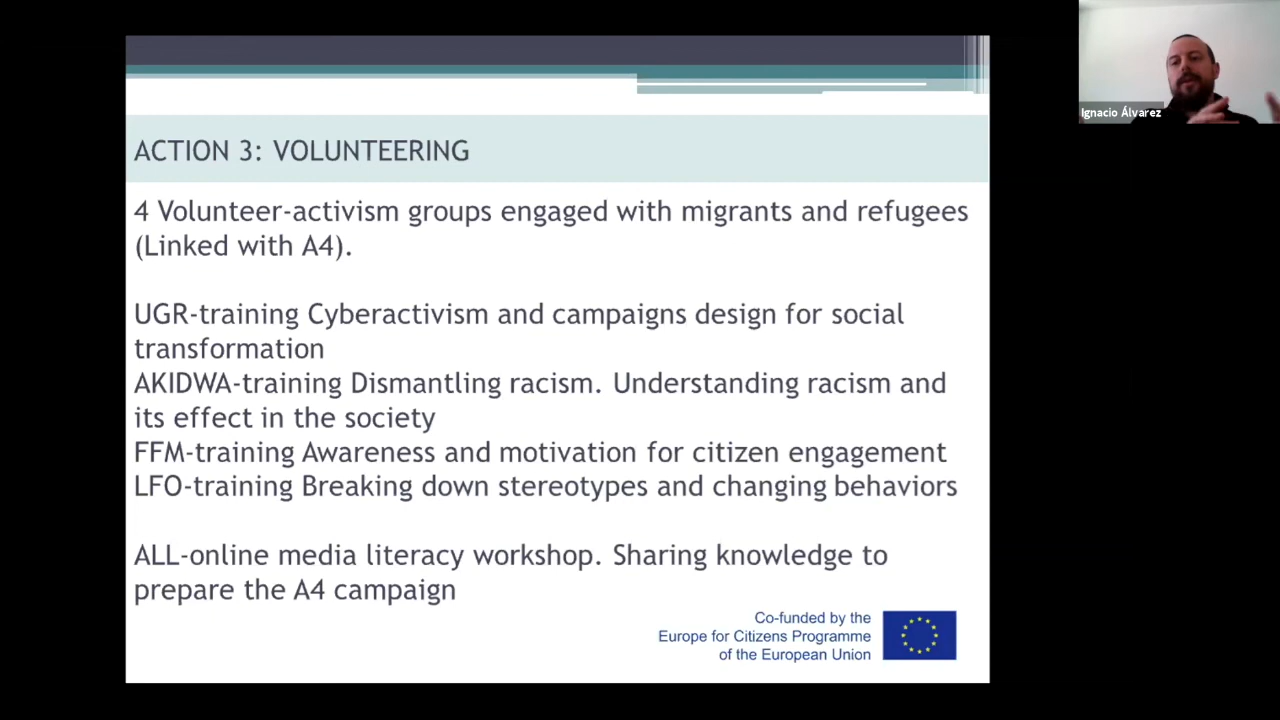 Ignacio Álvarez
ACTION 3: VOLUNTEERING
4 Volunteer-activism groups engaged with migrants and refugees
(Linked with A4).
UGR-training Cyberactivism and campaigns design for social
transformation
AKIDWA-training Dismantling racism. Understanding racism and
its effect in the society
FFM-training Awareness and motivation for citizen engagement
LFO-training Breaking down stereotypes and changing behaviors
ALL-online media literacy workshop. Sharing knowledge to
prepare the A4 campaign
Co-funded by the
Europe for Citizens Programme
of the European Union